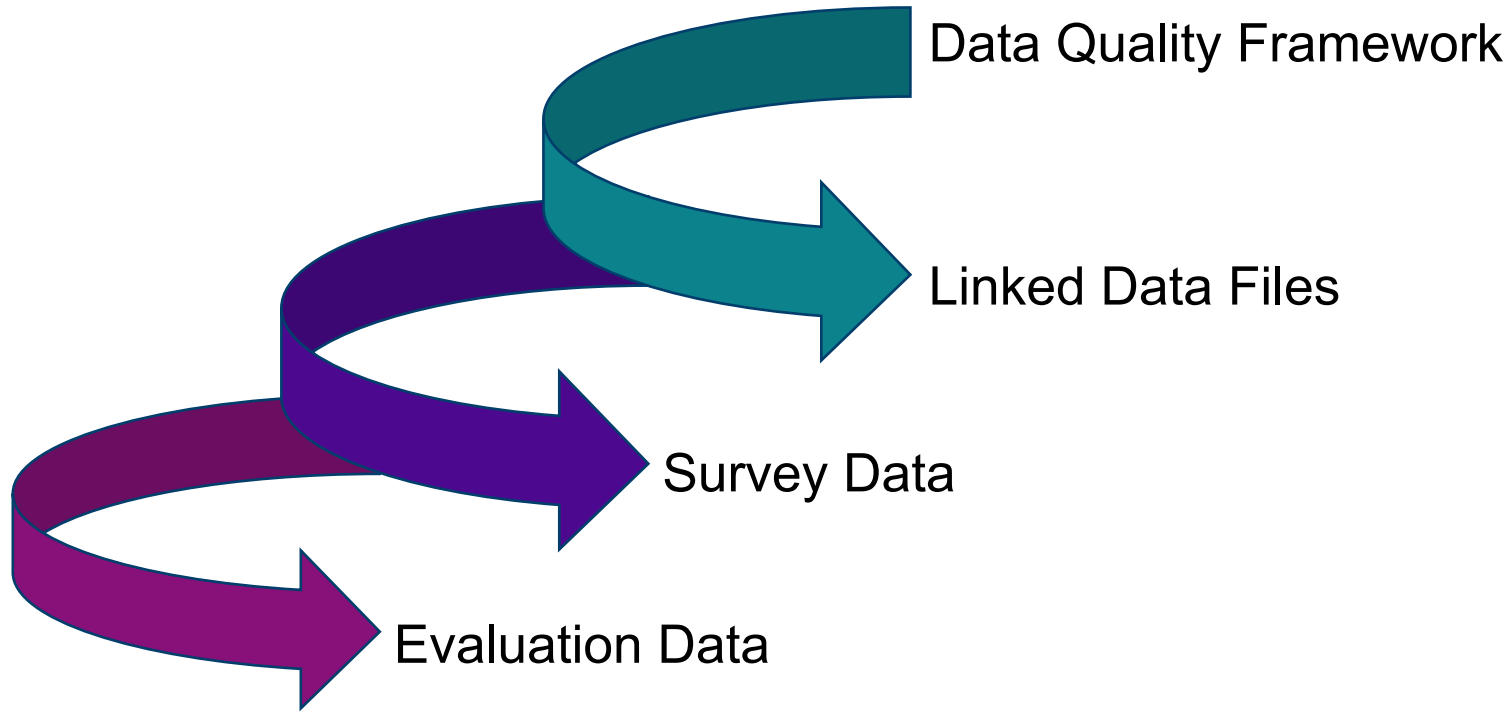 Data Quality Framework
Linked Data Files
Survey Data
Evaluation Data